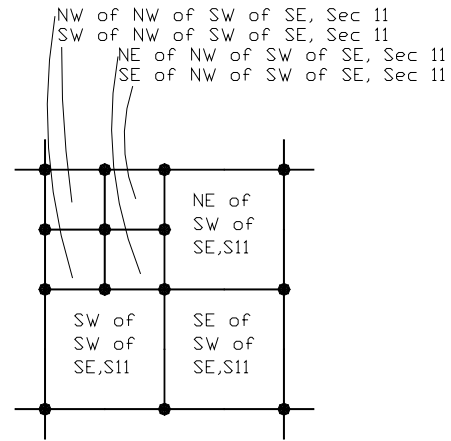 NW of NW of SW of SE, Sec 11
SW of NW of SW of SE, Sec 11
NE of NW of SW of SE, Sec 11
SE of NW of SW of SE, Sec 11
NE of
SW of
SE,S11
SW of
SW of
SE,S11
SE of
SW of
SE,S11